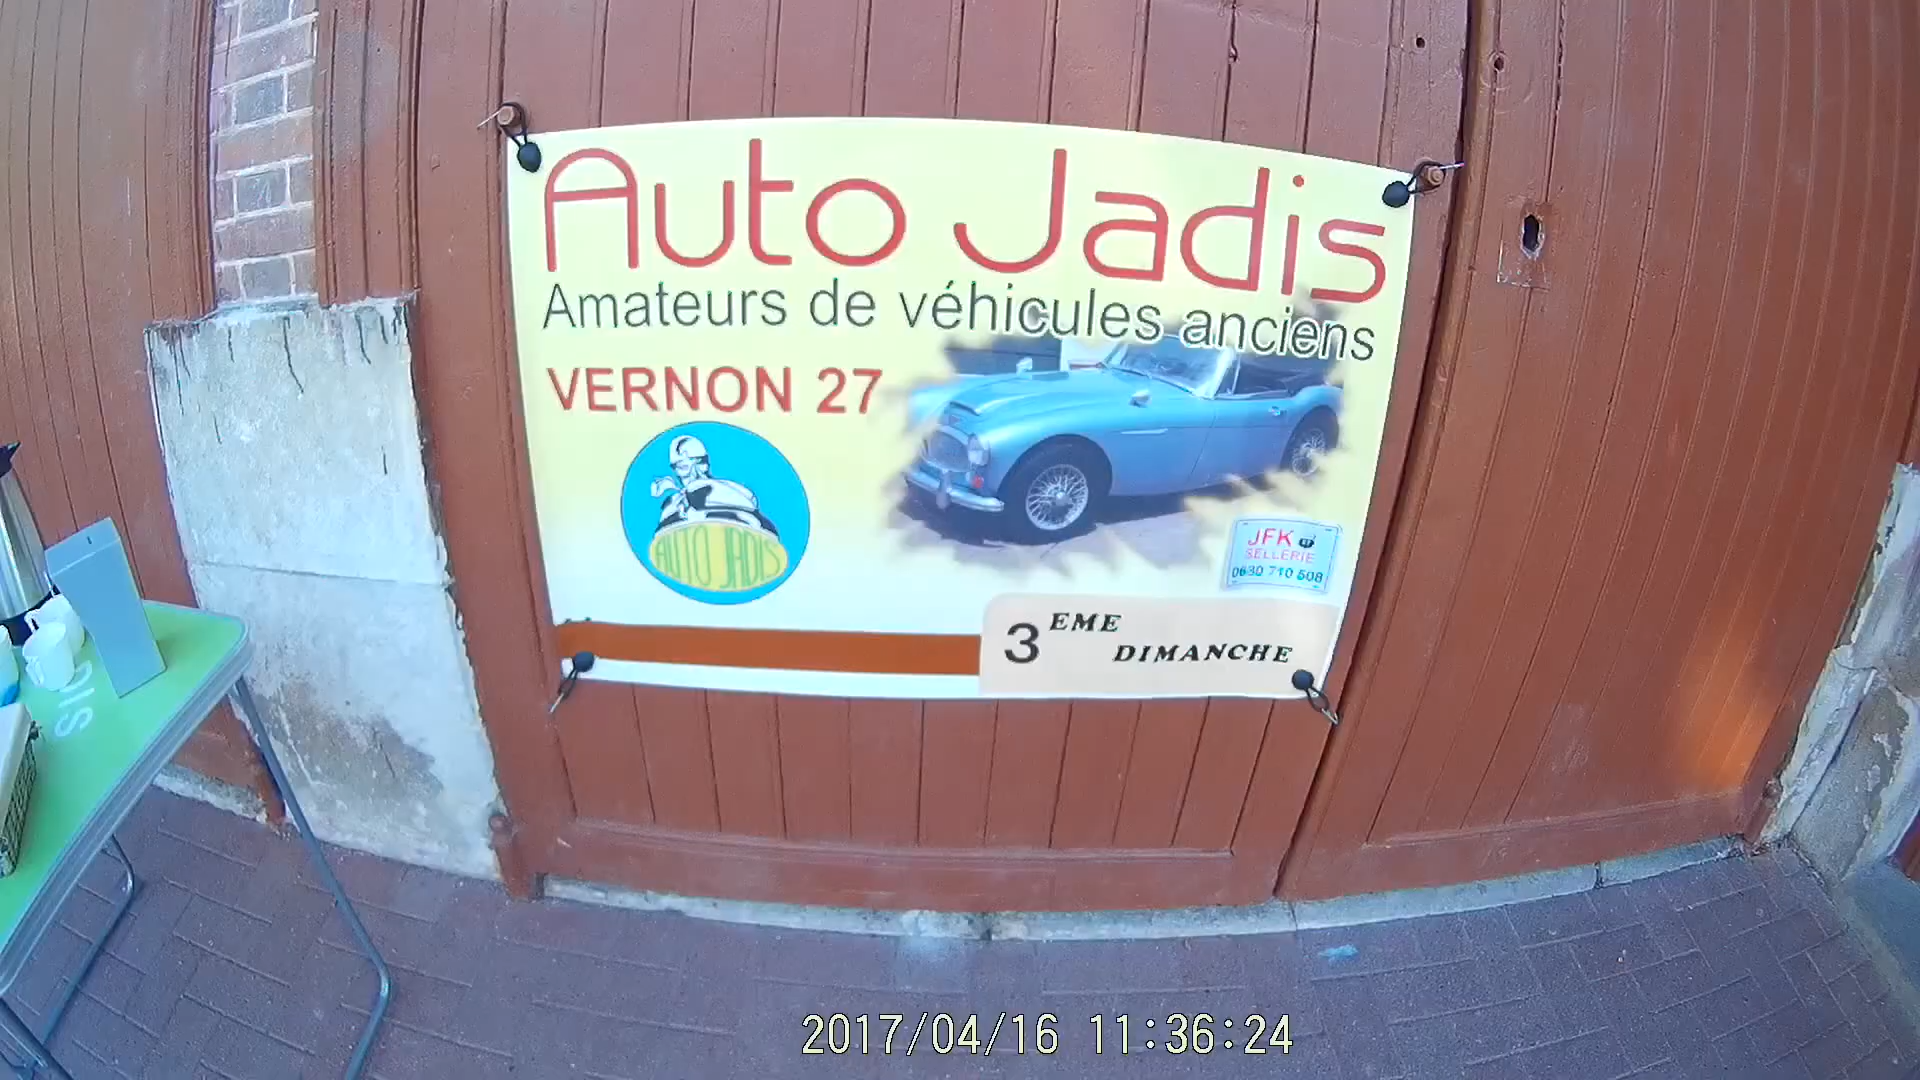 Auto Jadis
Amateurs de véhicules anciens
VERNON 27
AUTO JADIS
JFK
SELLERIE
0630 710 508
3 EME
DIMANCHE
2017/04/16 11:36:24